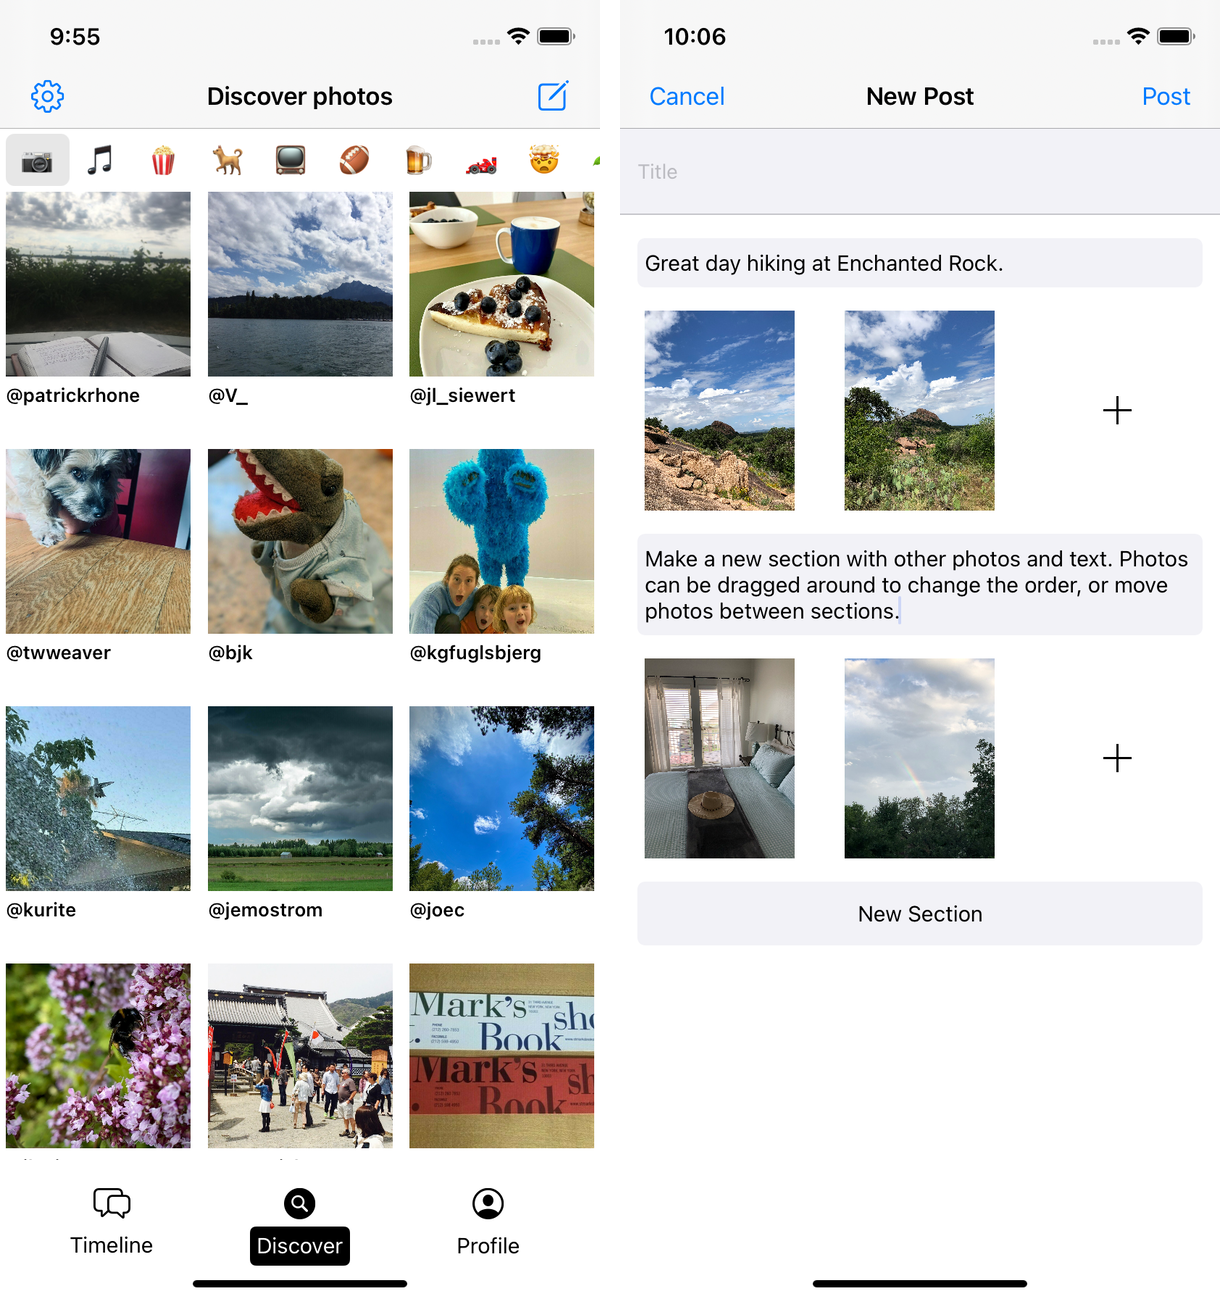 9:55
Discover photos
@patrickrhone
@V_
@jl_siewert
@twweaver
@bjk
@kgfuglsbjerg
@kurite
@jemostrom
@joec
Mark's
Book
Mark's
Book
Timeline
Discover
Profile
10:06
Cancel
New Post
Post
Title
Great day hiking at Enchanted Rock.
Make a new section with other photos and text. Photos
can be dragged around to change the order, or move
photos between sections.
New Section